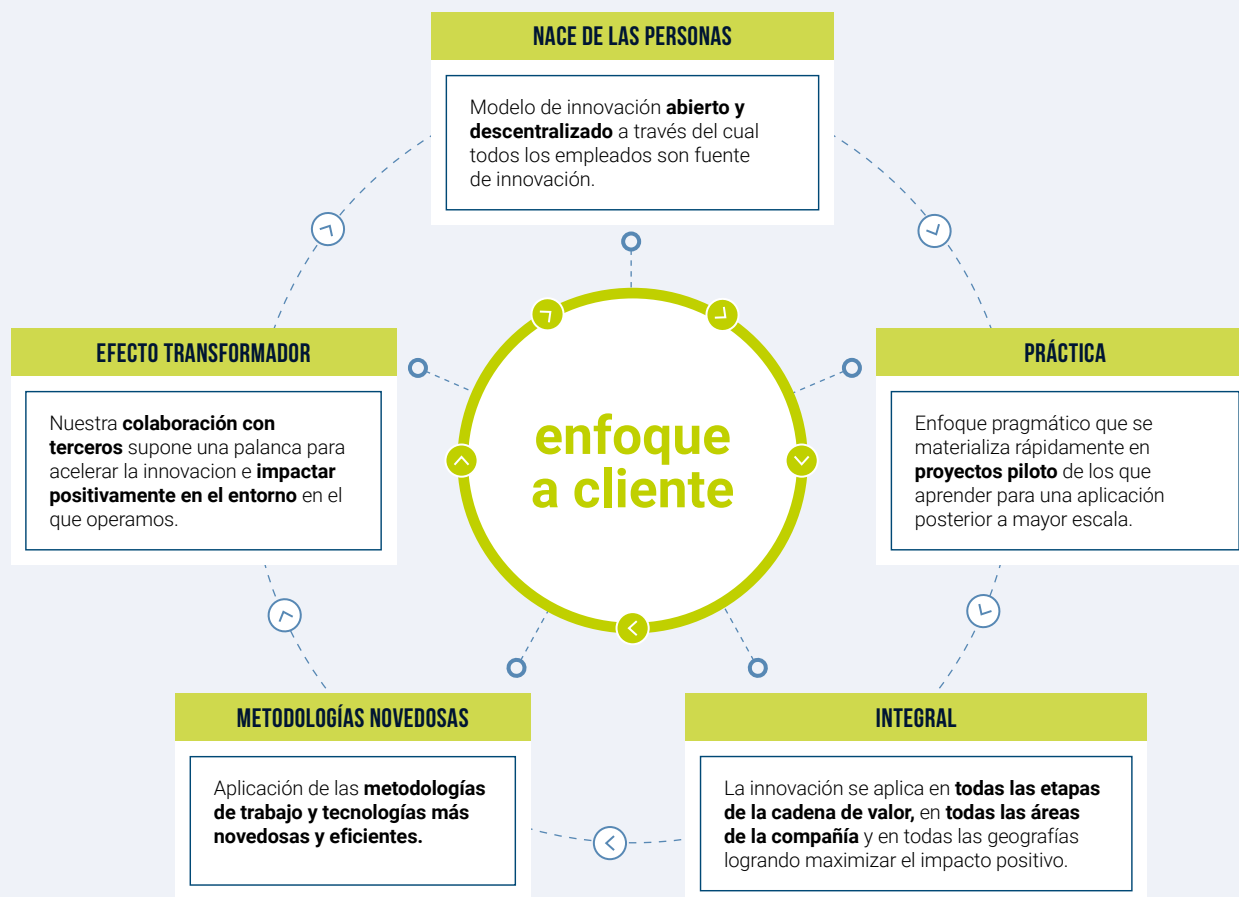 NACE DE LAS PERSONAS
Modelo de innovación abierto y
descentralizado a través del cual
todos los empleados son fuente
de innovación.
EFECTO TRANSFORMADOR
Nuestra colaboración con
terceros supone una palanca para
acelerar la innovacion e impactar
positivamente en el entorno en el
que operamos.
enfoque
a cliente
PRÁCTICA
Enfoque pragmático que se
materializa rápidamente en
proyectos piloto de los que
aprender para una aplicación
posterior a mayor escala.
METODOLOGÍAS NOVEDOSAS
Aplicación de las metodologías
de trabajo y tecnologías más
novedosas y eficientes.
INTEGRAL
La innovación se aplica en todas las etapas
de la cadena de valor, en todas las áreas
de la compañía y en todas las geografías
logrando maximizar el impacto positivo.